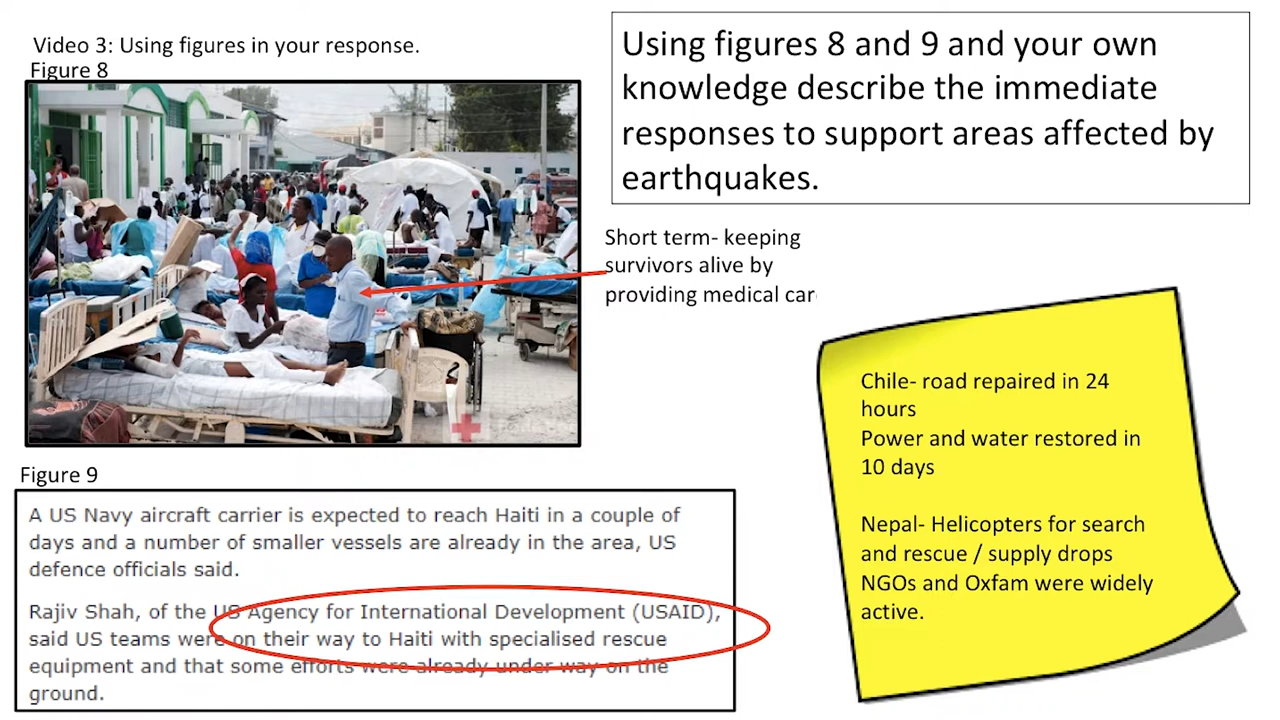 Video 3: Using figures in your response.
Figure 8
Using figures 8 and 9 and your own
knowledge describe the immediate
responses to support areas affected by
earthquakes.
Short term- keeping
survivors alive by
providing medical car
Chile- road repaired in 24
hours
Power and water restored in
10 days
Nepal- Helicopters for search
and rescue / supply drops
NGOs and Oxfam were widely
active.
Figure 9
A US Navy aircraft carrier is expected to reach Haiti in a couple of
days and a number of smaller vessels are already in the area, US
defence officials said.
Rajiv Shah, of the US Agency for International Development (USAID),
said US teams were on their way to Haiti with specialised rescue
equipment and that some efforts were already under way on the
ground.